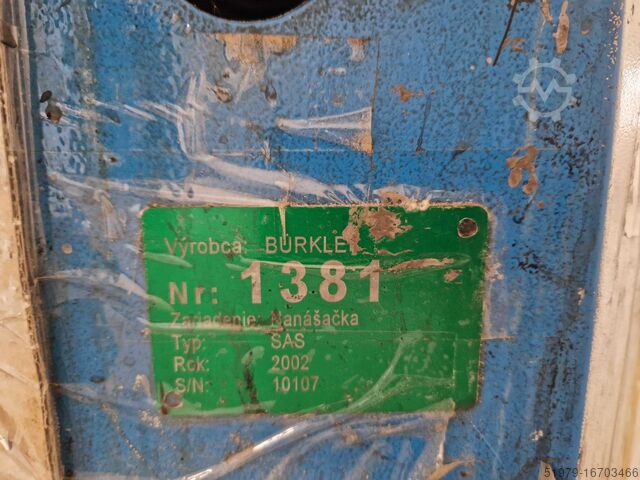 Výrobca: BURKLE
Nr: 1381
Zariadenie: Nanášačka
Typ: SAS
Rok: 2002
S/N: 10107
51079-16703466